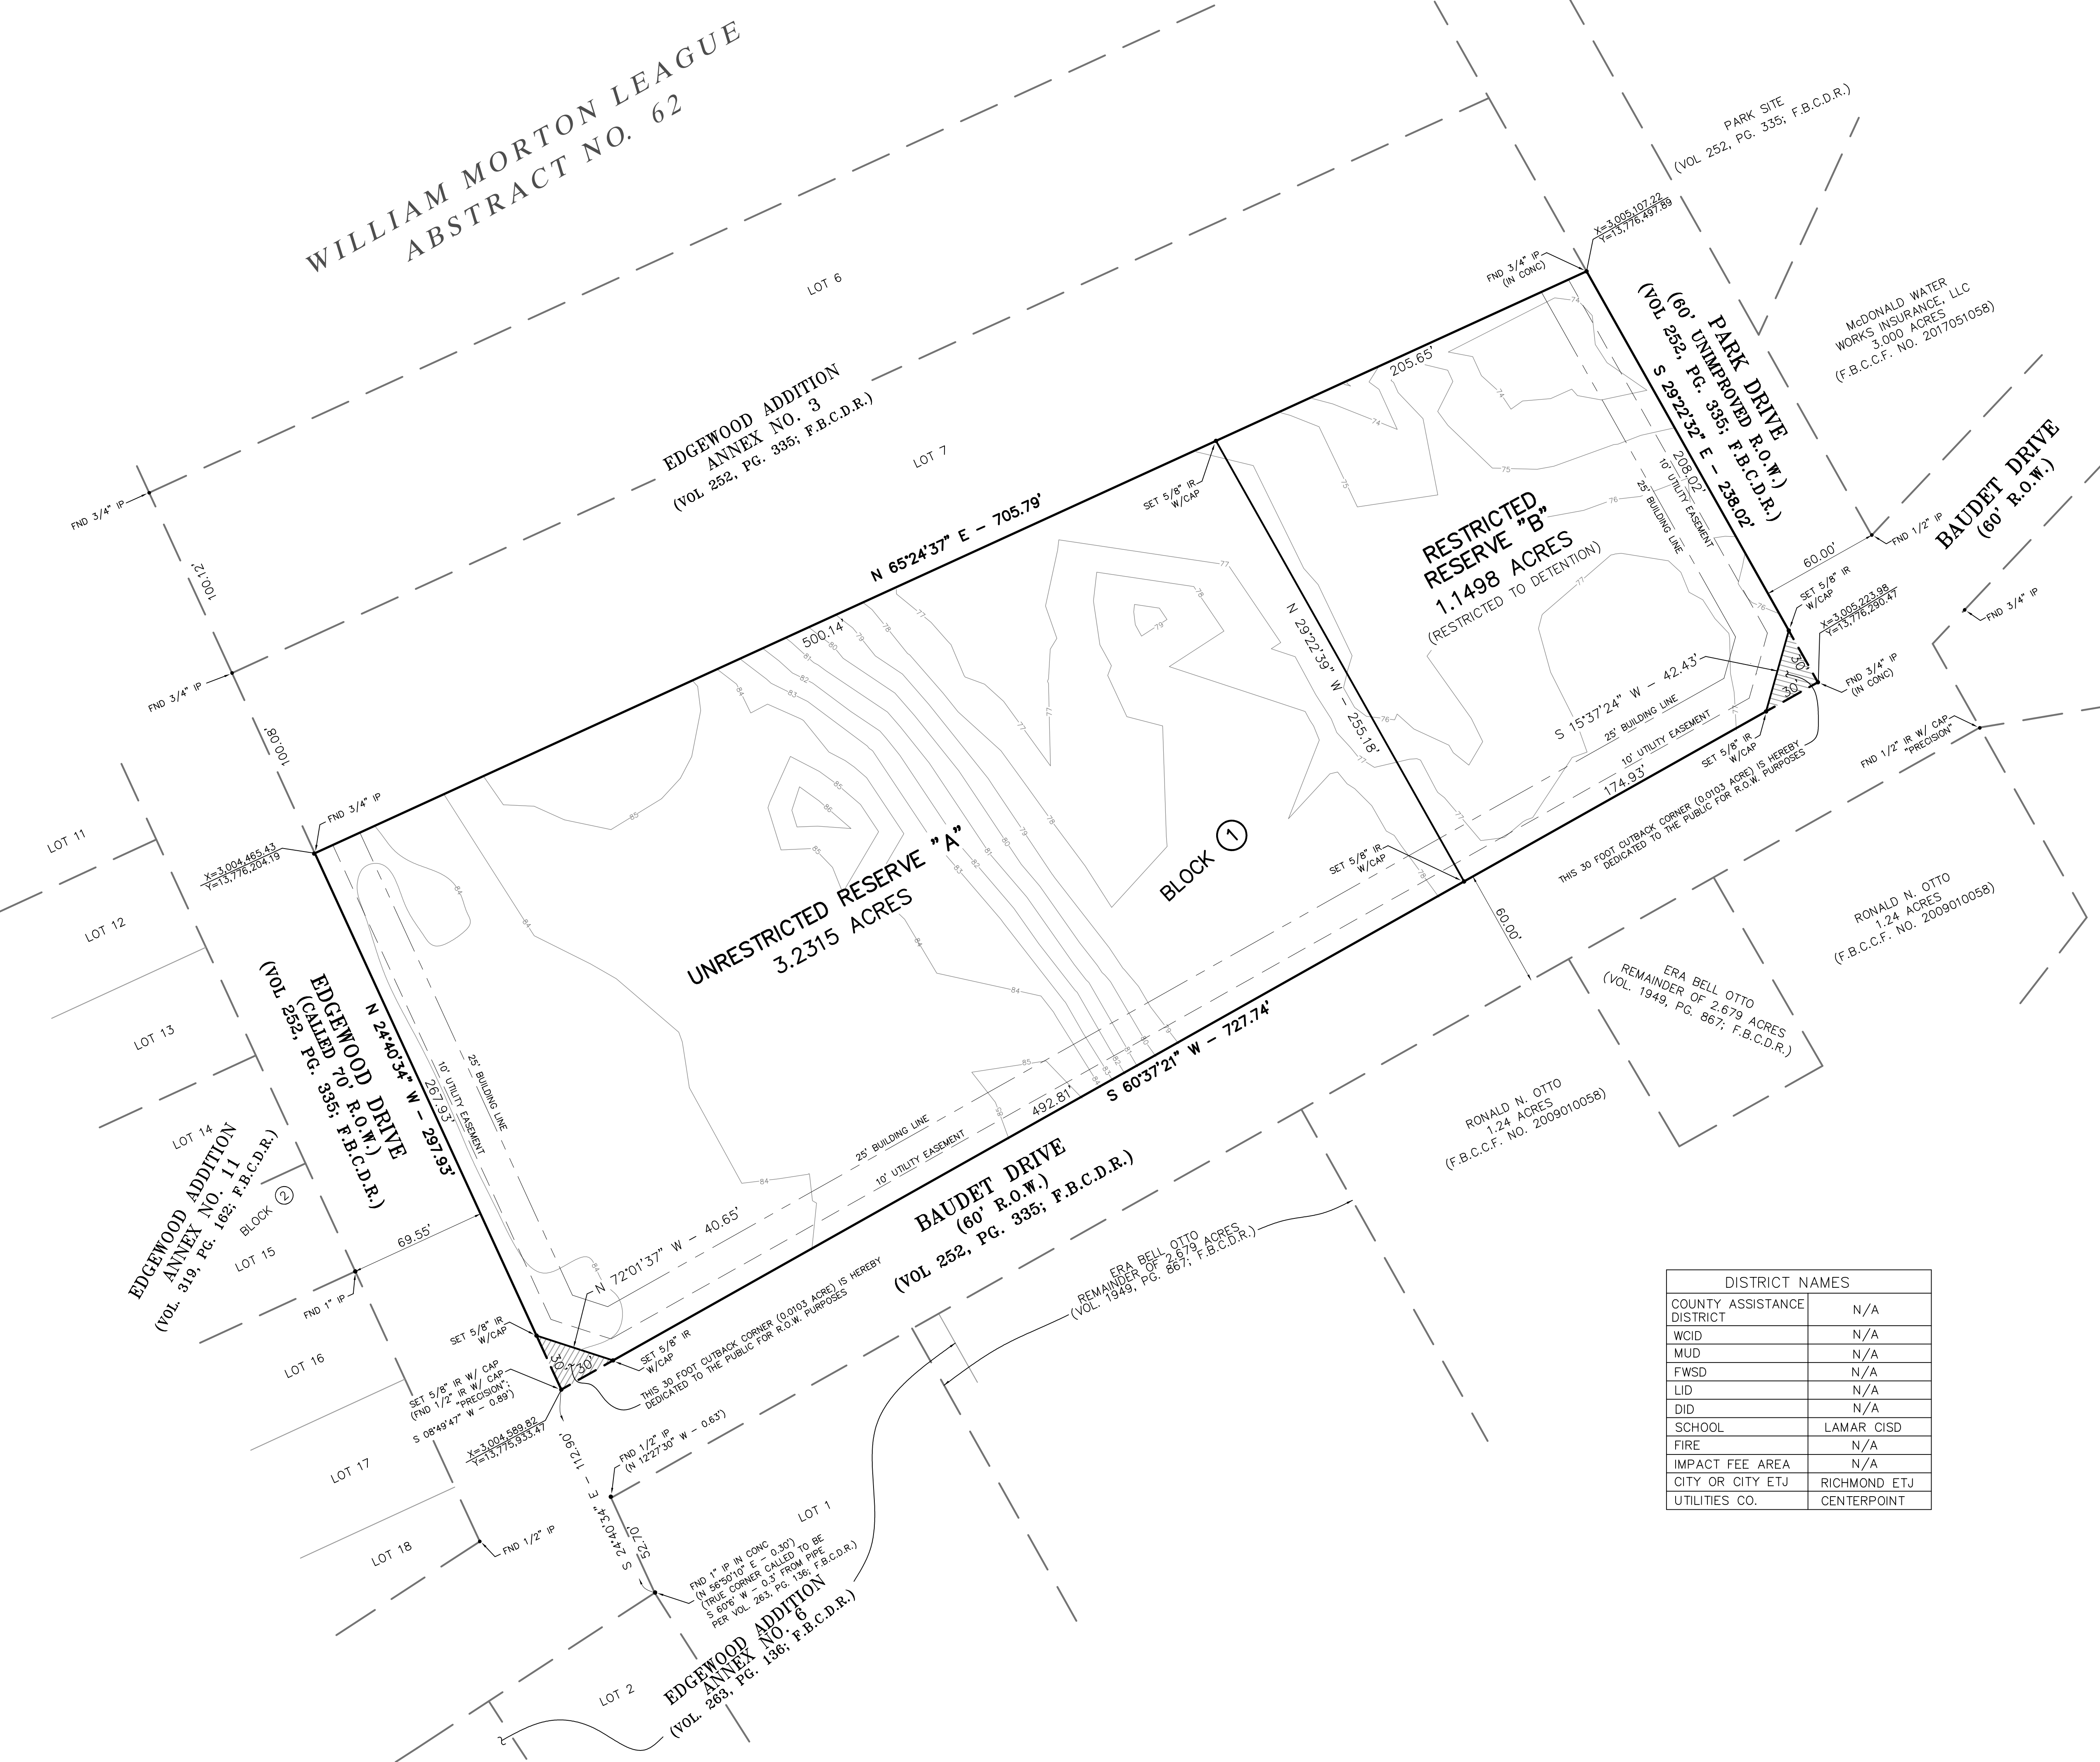 WILLIAM MORTON LEAGUE
ABSTRACT NO. 62
PARK SITE
(VOL 252, PG. 335; F.B.C.D.R.)
LOT 6
X=3,005,107.22
Y=13,776,497.89
FND 3/4" IP
(IN CONC)
PARK DRIVE
(60' UNIMPROVED R.O.W.)
(VOL 252, PG. 335; F.B.C.D.R.)
S 29°22'32" E - 238.02'
208.02'
10' UTILITY EASEMENT
25' BUILDING LINE
McDONALD WATER
WORKS INSURANCE, LLC
3.000 ACRES
(F.B.C.C.F. NO. 2017051058)
BAUDET DRIVE
(60' R.O.W.)
EDGEWOOD ADDITION
ANNEX NO. 3
(VOL 252, PG. 335; F.B.C.D.R.)
LOT 7
205.65'
N 65°24'37" E - 705.79'
500.14'
SET 5/8" IR
W/CAP
RESTRICTED
RESERVE "B"
1.1498 ACRES
(RESTRICTED TO DETENTION)
FND 1/2" IP
60.00'
SET 5/8" IR
W/CAP
X=3,005,223.98
Y=13,776,290.47
FND 3/4" IP
FND 3/4" IP
(IN CONC)
30'
30'
FND 3/4" IP
100.12'
FND 3/4" IP
100.08'
FND 3/4" IP
X=3,004,465.43
Y=13,776,204.19
N 29°22'39" W - 255.18'
S 15°37'24" W - 42.43'
25' BUILDING LINE
10' UTILITY EASEMENT
174.93'
SET 5/8" IR
W/CAP
THIS 30 FOOT CUTBACK CORNER (0.0103 ACRE) IS HEREBY
DEDICATED TO THE PUBLIC FOR R.O.W. PURPOSES
FND 1/2" IR W/ CAP
"PRECISION"
LOT 11
LOT 12
LOT 13
LOT 14
LOT 15
LOT 16
LOT 17
LOT 18
UNRESTRICTED RESERVE "A"
3.2315 ACRES
BLOCK 1
SET 5/8" IR
W/CAP
60.00'
RONALD N. OTTO
1.24 ACRES
(F.B.C.C.F. NO. 2009010058)
ERA BELL OTTO
REMAINDER OF 2.679 ACRES
(VOL. 1949, PG. 867; F.B.C.D.R.)
RONALD N. OTTO
1.24 ACRES
(F.B.C.C.F. NO. 2009010058)
EDGEWOOD DRIVE
(CALLED 70' R.O.W.)
(VOL 252, PG. 335; F.B.C.D.R.)
N 24°40'34" W - 297.93'
267.93'
10' UTILITY EASEMENT
25' BUILDING LINE
S 60°37'21" W - 727.74'
492.81'
25' BUILDING LINE
10' UTILITY EASEMENT
BAUDET DRIVE
(60' R.O.W.)
(VOL 252, PG. 335; F.B.C.D.R.)
ERA BELL OTTO
REMAINDER OF 2.679 ACRES
(VOL. 1949, PG. 867; F.B.C.D.R.)
EDGEWOOD ADDITION
ANNEX NO. 11
(VOL. 319, PG. 162; F.B.C.D.R.)
BLOCK 2
69.55'
FND 1" IP
N 72°01'37" W - 40.65'
SET 5/8" IR
W/CAP
30'
30'
SET 5/8" IR
W/CAP
THIS 30 FOOT CUTBACK CORNER (0.0103 ACRE) IS HEREBY
DEDICATED TO THE PUBLIC FOR R.O.W. PURPOSES
SET 5/8" IR W/ CAP
(FND 1/2" IR W/ CAP
"PRECISION";
S 08°49'47" W - 0.89')
X=3,004,589.82
Y=13,775,933.47
S 24°40'34" E - 112.90'
FND 1/2" IP
(N 12°27'30" W - 0.63')
FND 1/2" IP
52.70'
LOT 1
FND 1" IP IN CONC
(N 56°50'10" E - 0.30')
(TRUE CORNER CALLED TO BE
S 60°6' W - 0.3' FROM PIPE
PER VOL. 263, PG. 136; F.B.C.D.R.)
EDGEWOOD ADDITION
ANNEX NO. 6
(VOL. 263, PG. 136; F.B.C.D.R.)
LOT 2
DISTRICT NAMES
COUNTY ASSISTANCE DISTRICT N/A
WCID N/A
MUD N/A
FWSD N/A
LID N/A
DID N/A
SCHOOL LAMAR CISD
FIRE N/A
IMPACT FEE AREA N/A
CITY OR CITY ETJ RICHMOND ETJ
UTILITIES CO. CENTERPOINT